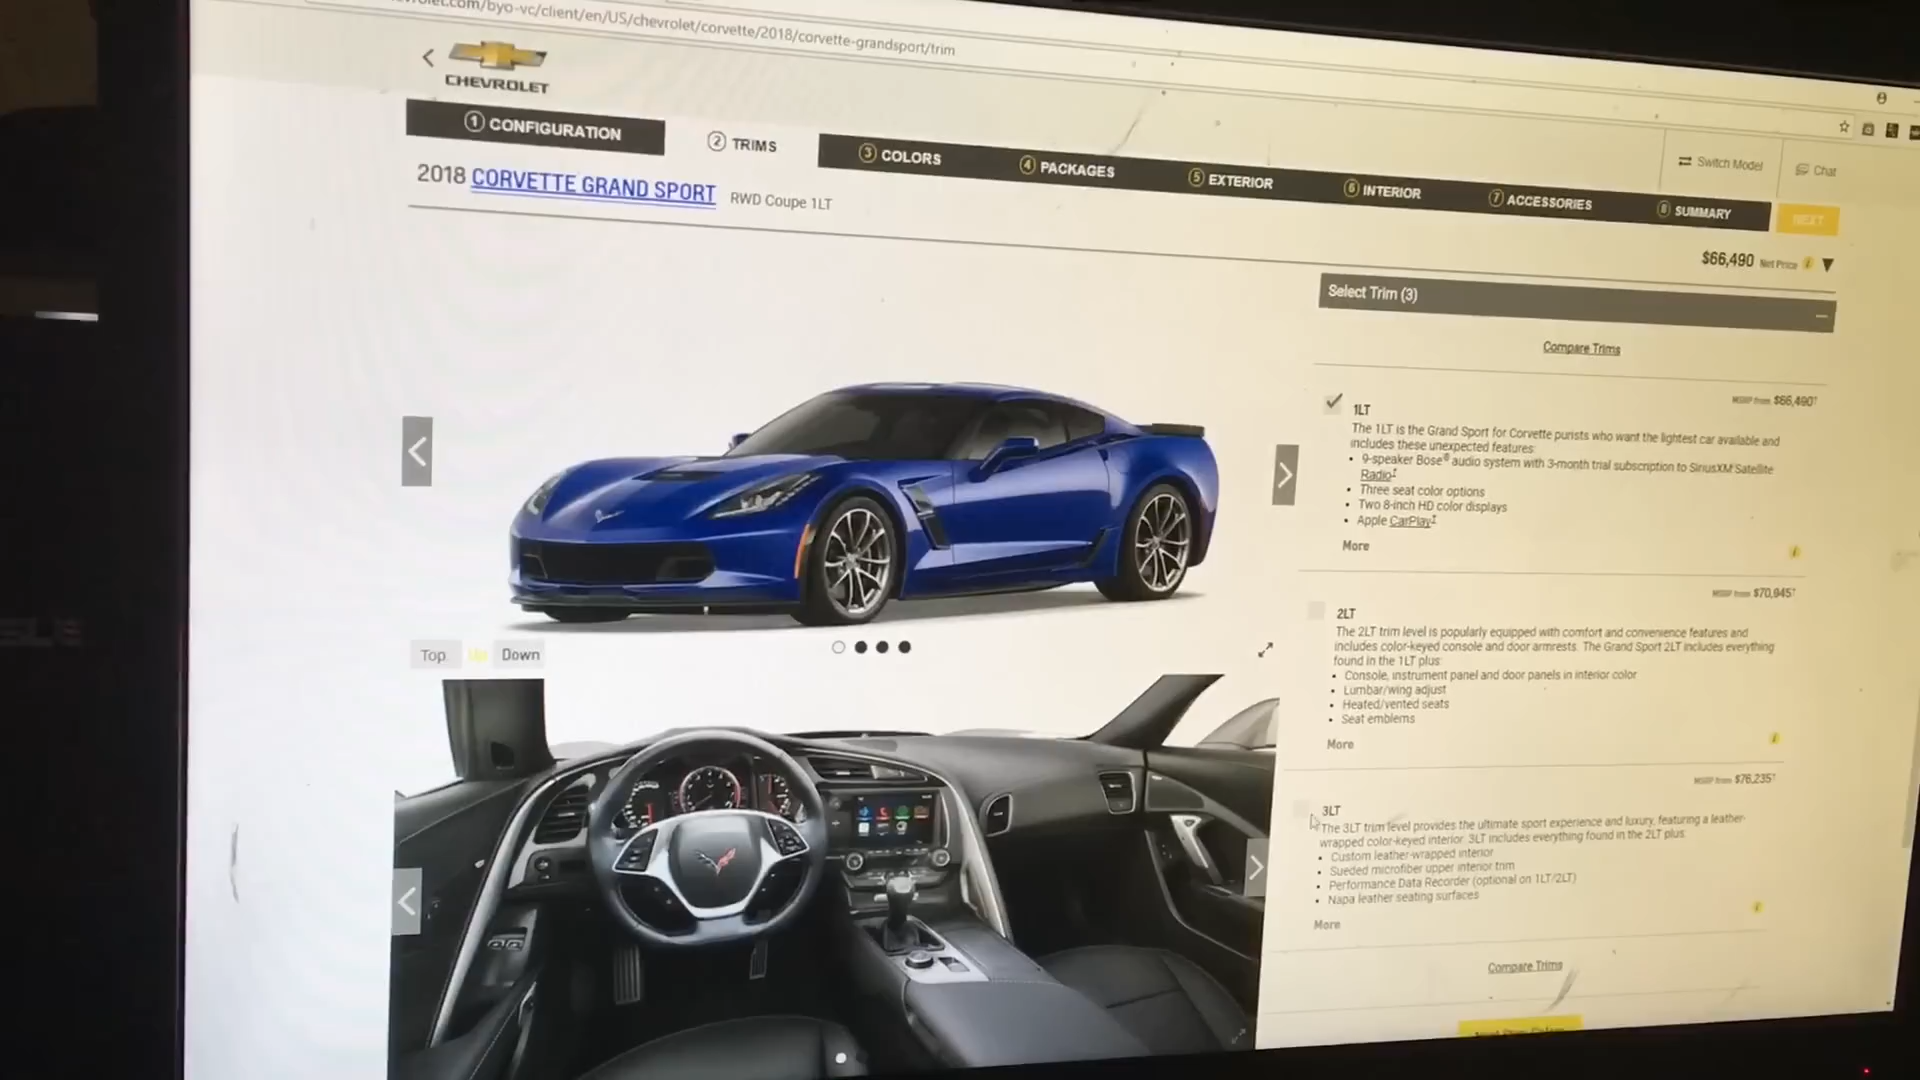 .com/byo-vc/client/en/US/chevrolet/corvette/2018/corvette-grandsport/trim
CHEVROLET
1 CONFIGURATION
2 TRIMS
3 COLORS
4 PACKAGES
5 EXTERIOR
6 INTERIOR
7 ACCESSORIES
8 SUMMARY
NEXT
Switch Model
Chat
2018 CORVETTE GRAND SPORT RWD Coupe 1LT
$66,490 Net Price
Select Trim (3)
Compare Trims
MSRP from $66,490†
1LT
The 1LT is the Grand Sport for Corvette purists who want the lightest car available and
includes these unexpected features:
• 9-speaker Bose® audio system with 3-month trial subscription to SiriusXM Satellite
Radio‡
• Three seat color options
• Two 8-inch HD color displays
• Apple CarPlay‡
More
MSRP from $70,945†
2LT
The 2LT trim level is popularly equipped with comfort and convenience features and
includes color-keyed console and door armrests. The Grand Sport 2LT includes everything
found in the 1LT plus:
• Console, instrument panel and door panels in interior color
• Lumbar/wing adjust
• Heated/vented seats
• Seat emblems
More
MSRP from $76,235†
3LT
The 3LT trim level provides the ultimate sport experience and luxury, featuring a leather-
wrapped color-keyed interior. 3LT includes everything found in the 2LT plus:
• Custom leather-wrapped interior
• Sueded microfiber upper interior trim
• Performance Data Recorder (optional on 1LT/2LT)
• Napa leather seating surfaces
More
Compare Trims
Top
Up
Down